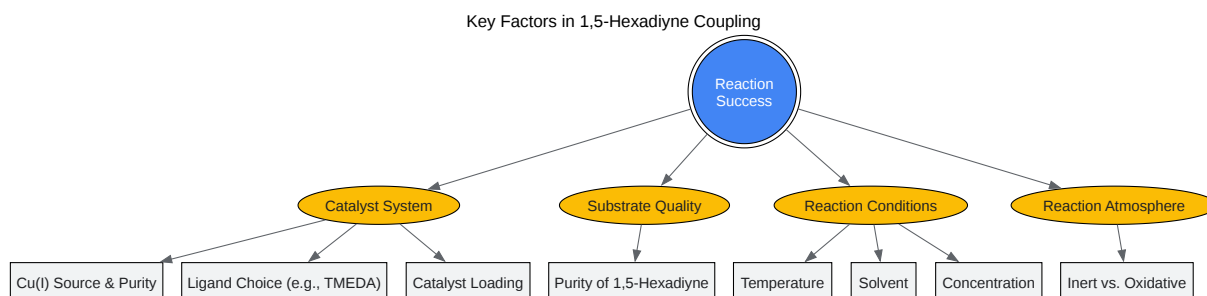 Key Factors in 1,5-Hexadiyne Coupling
Reaction
Success
Catalyst System
Substrate Quality
Reaction Conditions
Reaction Atmosphere
Cu(I) Source & Purity
Ligand Choice (e.g., TMEDA)
Catalyst Loading
Purity of 1,5-Hexadiyne
Temperature
Solvent
Concentration
Inert vs. Oxidative